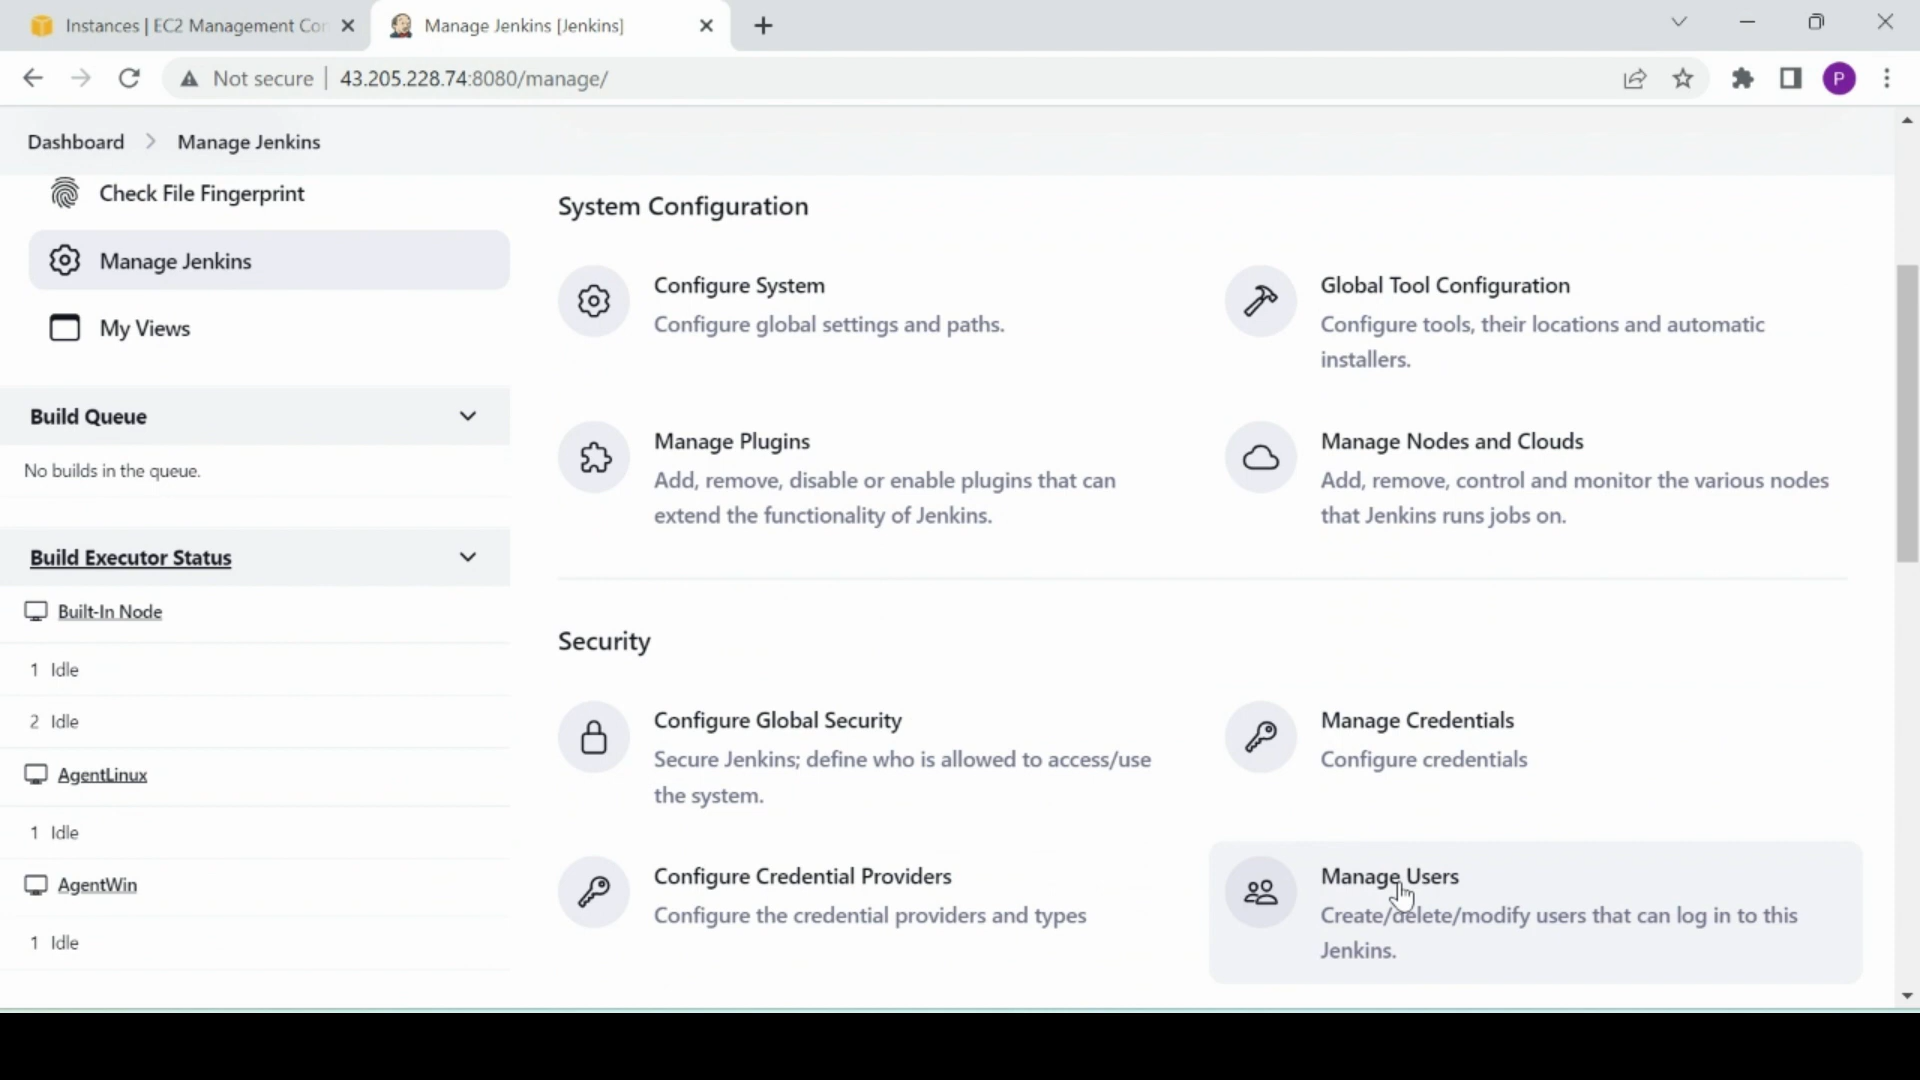 Instances | EC2 Management Con
Manage Jenkins [Jenkins]
Not secure
43.205.228.74:8080/manage/
P
Dashboard
Manage Jenkins
Check File Fingerprint
Manage Jenkins
My Views
Build Queue
No builds in the queue.
Build Executor Status
Built-In Node
1 Idle
2 Idle
AgentLinux
1 Idle
AgentWin
1 Idle
System Configuration
Configure System
Configure global settings and paths.
Global Tool Configuration
Configure tools, their locations and automatic
installers.
Manage Plugins
Add, remove, disable or enable plugins that can
extend the functionality of Jenkins.
Manage Nodes and Clouds
Add, remove, control and monitor the various nodes
that Jenkins runs jobs on.
Security
Configure Global Security
Secure Jenkins; define who is allowed to access/use
the system.
Manage Credentials
Configure credentials
Configure Credential Providers
Configure the credential providers and types
Manage Users
Create/delete/modify users that can log in to this
Jenkins.